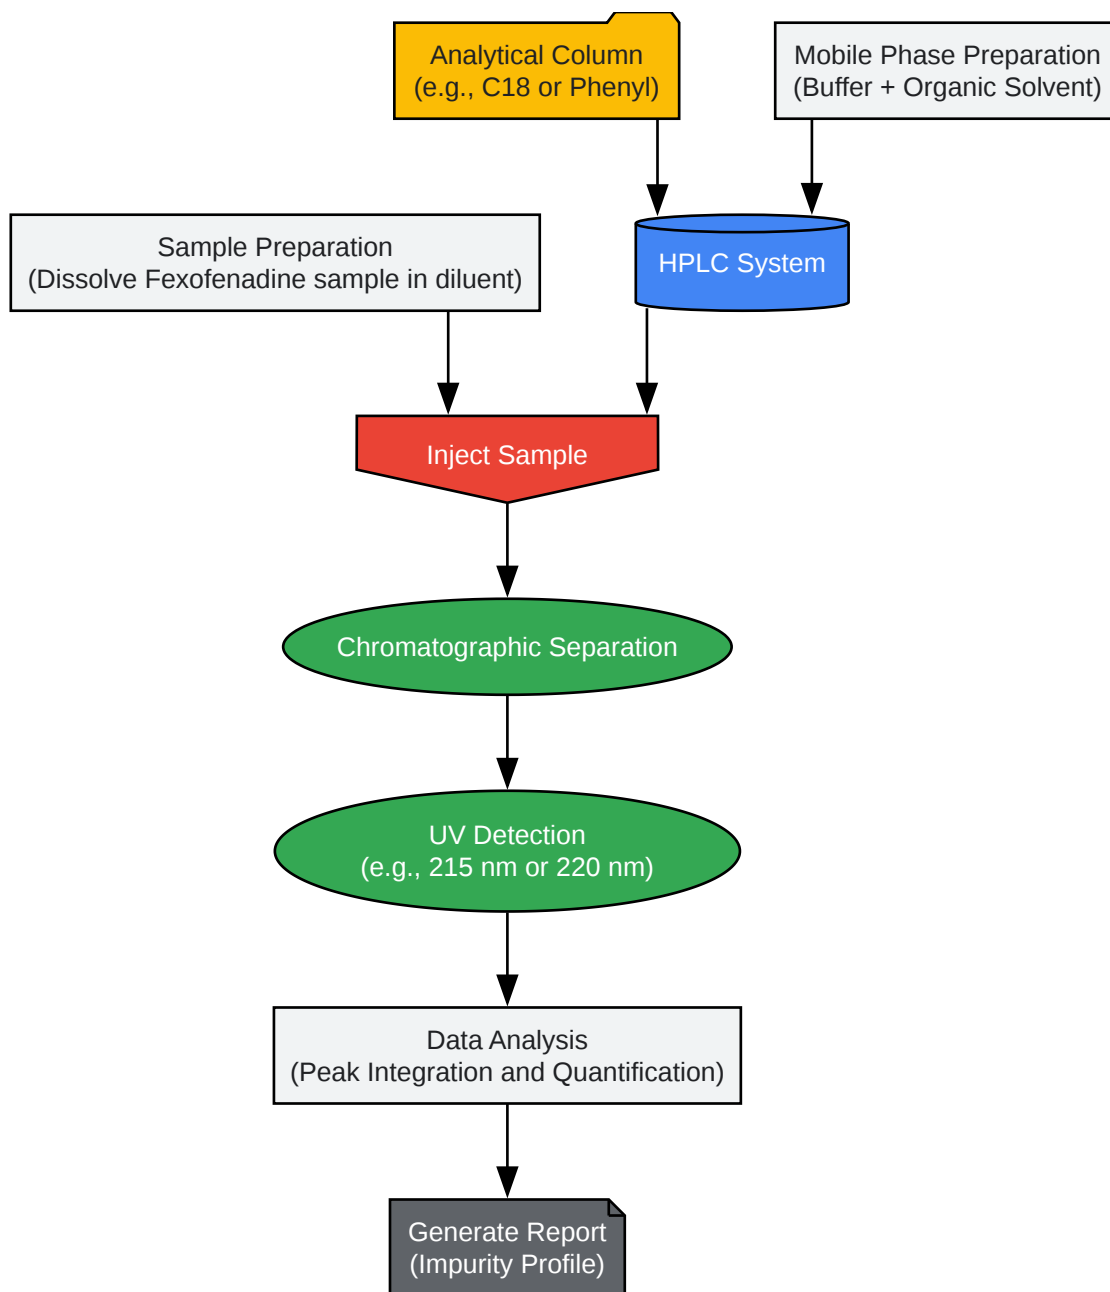 Analytical Column
(e.g., C18 or Phenyl)
Mobile Phase Preparation
(Buffer + Organic Solvent)
Sample Preparation
(Dissolve Fexofenadine sample in diluent)
HPLC System
Inject Sample
Chromatographic Separation
UV Detection
(e.g., 215 nm or 220 nm)
Data Analysis
(Peak Integration and Quantification)
Generate Report
(Impurity Profile)